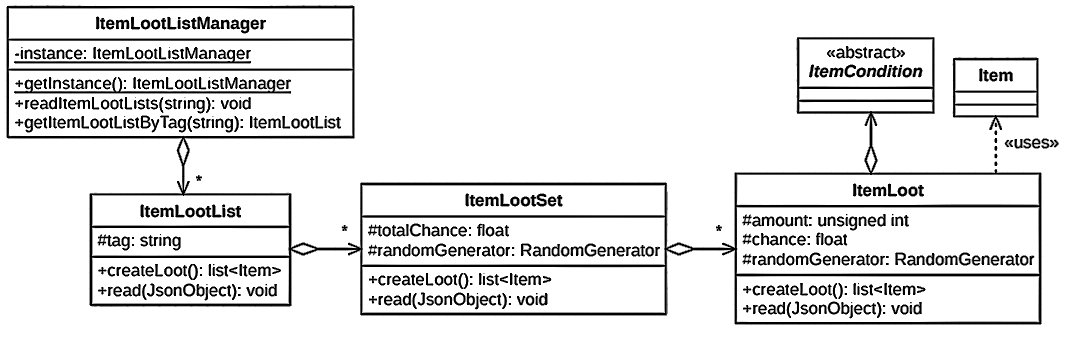 ItemLootListManager
-instance: ItemLootListManager
+getInstance(): ItemLootListManager
+readItemLootLists(string): void
+getItemLootListByTag(string): ItemLootList
*
ItemLootList
#tag: string
+createLoot(): list<Item>
+read(JsonObject): void
*
ItemLootSet
#totalChance: float
#randomGenerator: RandomGenerator
+createLoot(): list<Item>
+read(JsonObject): void
*
«abstract»
ItemCondition
Item
«uses»
ItemLoot
#amount: unsigned int
#chance: float
#randomGenerator: RandomGenerator
+createLoot(): list<Item>
+read(JsonObject): void